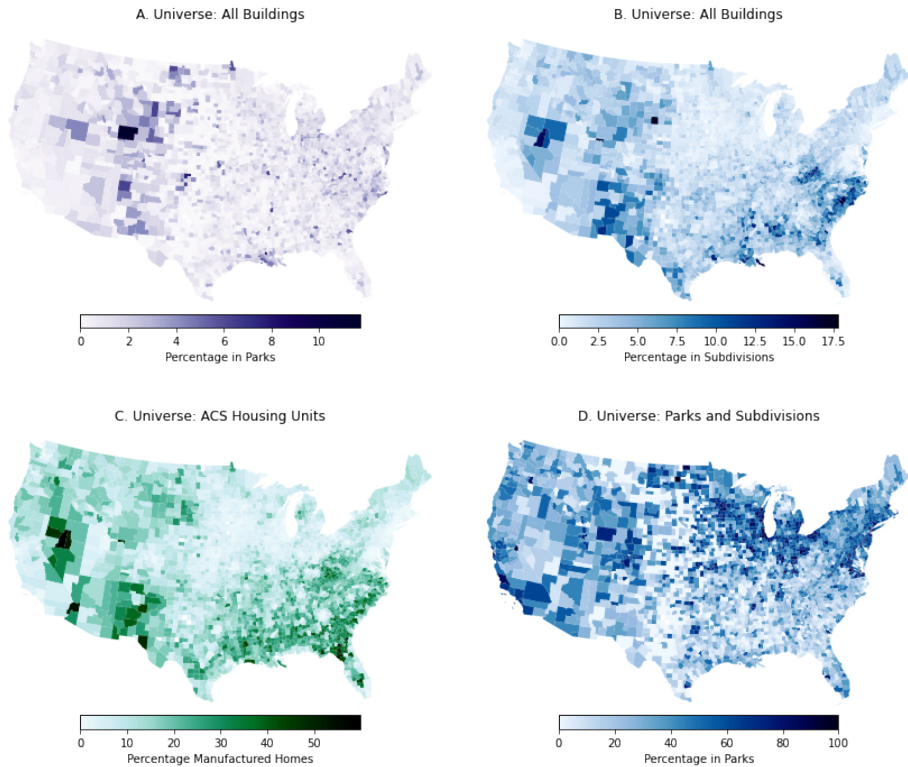 A. Universe: All Buildings
B. Universe: All Buildings
0 2 4 6 8 10
Percentage in Parks
0.0 2.5 5.0 7.5 10.0 12.5 15.0 17.5
Percentage in Subdivisions
C. Universe: ACS Housing Units
D. Universe: Parks and Subdivisions
0 10 20 30 40 50
Percentage Manufactured Homes
0 20 40 60 80 100
Percentage in Parks